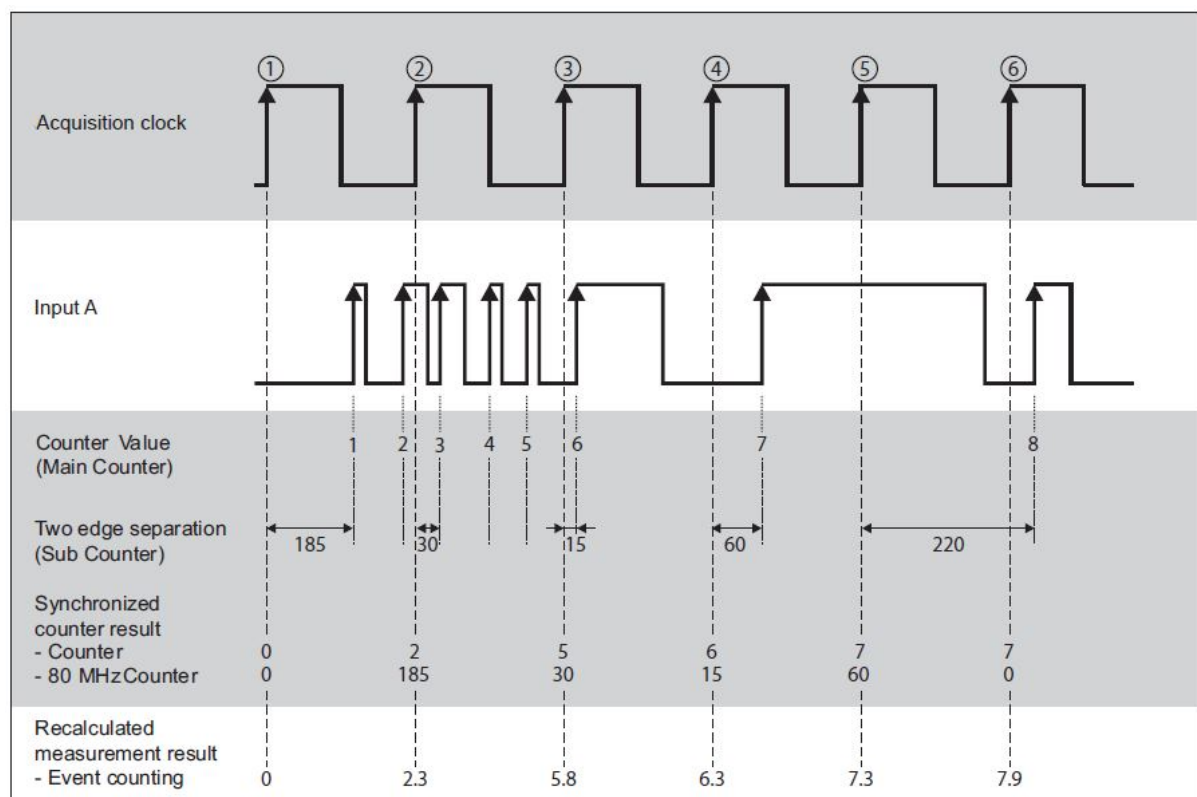 ① ② ③ ④ ⑤ ⑥
Acquisition clock
Input A
Counter Value
(Main Counter)
1 2 3 4 5 6 7 8
Two edge separation
(Sub Counter)
185 30 15 60 220
Synchronized
counter result
- Counter 0 2 5 6 7 7
- 80 MHz Counter 0 185 30 15 60 0
Recalculated
measurement result
- Event counting 0 2.3 5.8 6.3 7.3 7.9